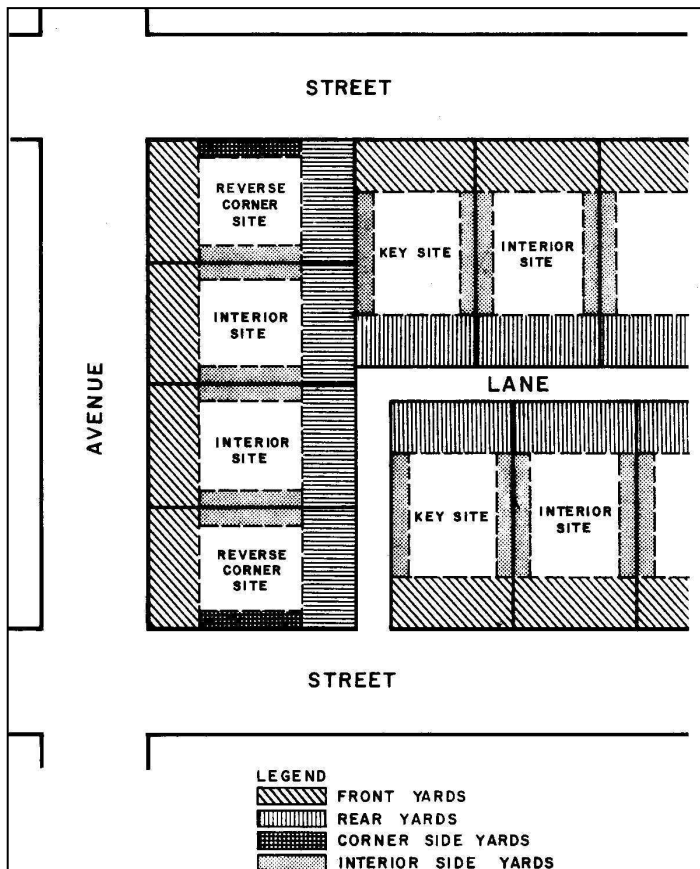 STREET
REVERSE
CORNER
SITE
KEY SITE
INTERIOR
SITE
INTERIOR
SITE
AVENUE
LANE
INTERIOR
SITE
KEY SITE
INTERIOR
SITE
REVERSE
CORNER
SITE
STREET
LEGEND
FRONT YARDS
REAR YARDS
CORNER SIDE YARDS
INTERIOR SIDE YARDS